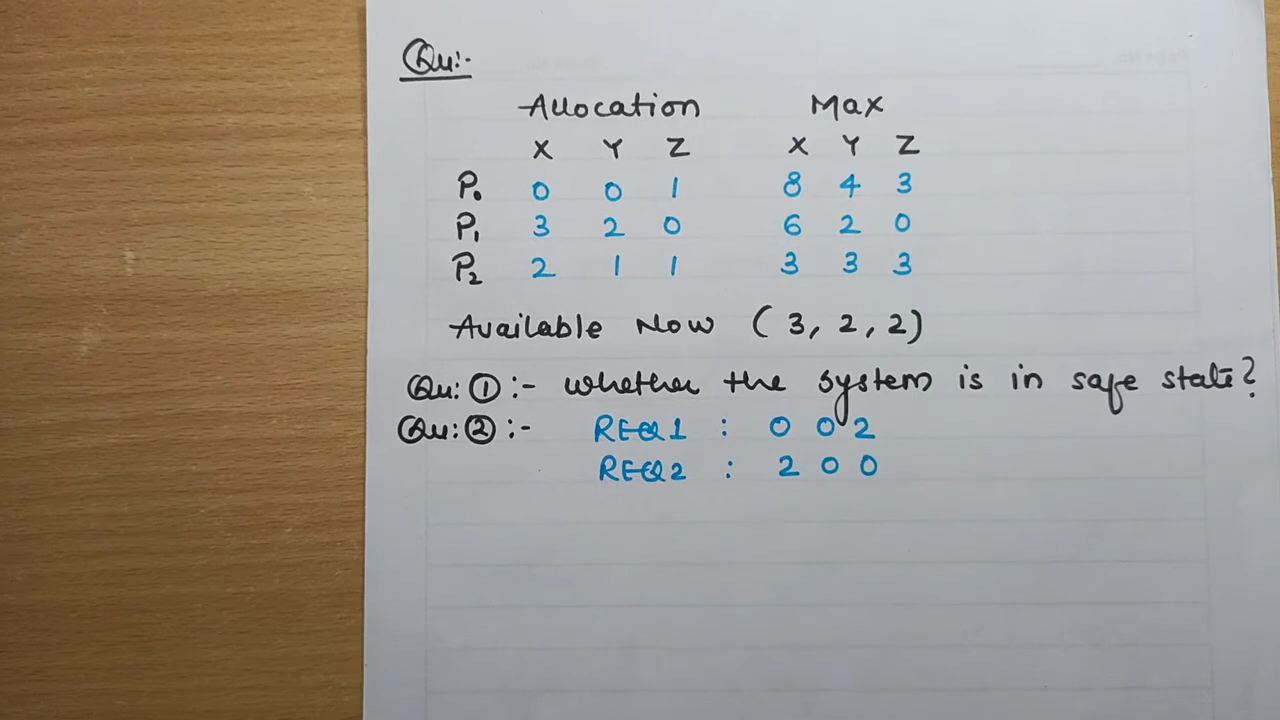 Qu:-
Allocation Max
X Y Z X Y Z
P0 0 0 1 8 4 3
P1 3 2 0 6 2 0
P2 2 1 1 3 3 3
Available Now (3, 2, 2)
Qu: ① :- whether the system is in safe state?
Qu: ② :- REQ1 : 0 0 2
REQ2 : 2 0 0